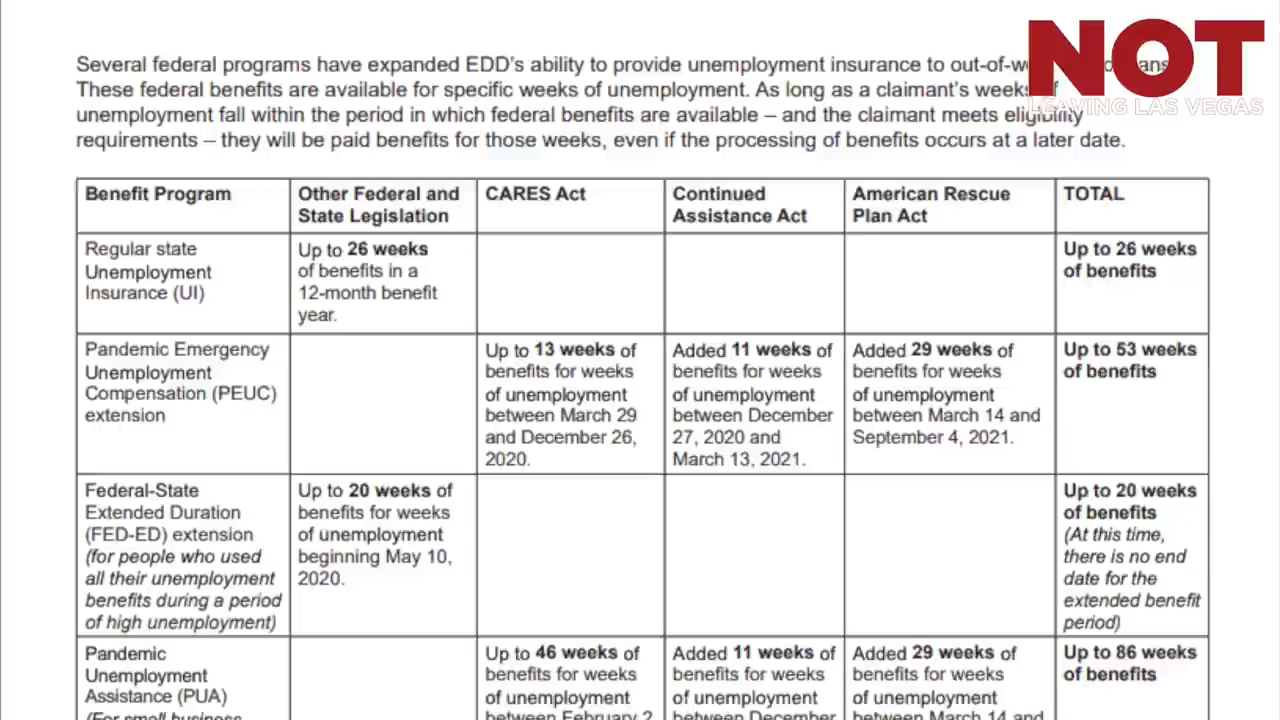 NOT
LEAVING LAS VEGAS
Several federal programs have expanded EDD's ability to provide unemployment insurance to
These federal benefits are available for specific weeks of unemployment. As long as a claimant's weeks of
unemployment fall within the period in which federal benefits are available – and the claimant meets eligibility
requirements – they will be paid benefits for those weeks, even if the processing of benefits occurs at a later date.
Benefit Program
Other Federal and
State Legislation
CARES Act
Continued
Assistance Act
American Rescue
Plan Act
TOTAL
Regular state
Unemployment
Insurance (UI)
Up to 26 weeks
of benefits in a
12-month benefit
year.
Up to 26 weeks
of benefits
Pandemic Emergency
Unemployment
Compensation (PEUC)
extension
Up to 13 weeks of
benefits for weeks
of unemployment
between March 29
and December 26,
2020.
Added 11 weeks of
benefits for weeks
of unemployment
between December
27, 2020 and
March 13, 2021.
Added 29 weeks of
benefits for weeks
of unemployment
between March 14 and
September 4, 2021.
Up to 53 weeks
of benefits
Federal-State
Extended Duration
(FED-ED) extension
(for people who used
all their unemployment
benefits during a period
of high unemployment)
Up to 20 weeks of
benefits for weeks
of unemployment
beginning May 10,
2020.
Up to 20 weeks
of benefits
(At this time,
there is no end
date for the
extended benefit
period)
Pandemic
Unemployment
Assistance (PUA)
(For small business
Up to 46 weeks of
benefits for weeks
of unemployment
between February 2
Added 11 weeks of
benefits for weeks
of unemployment
between December
Added 29 weeks of
benefits for weeks
of unemployment
between March 14 and
Up to 86 weeks
of benefits